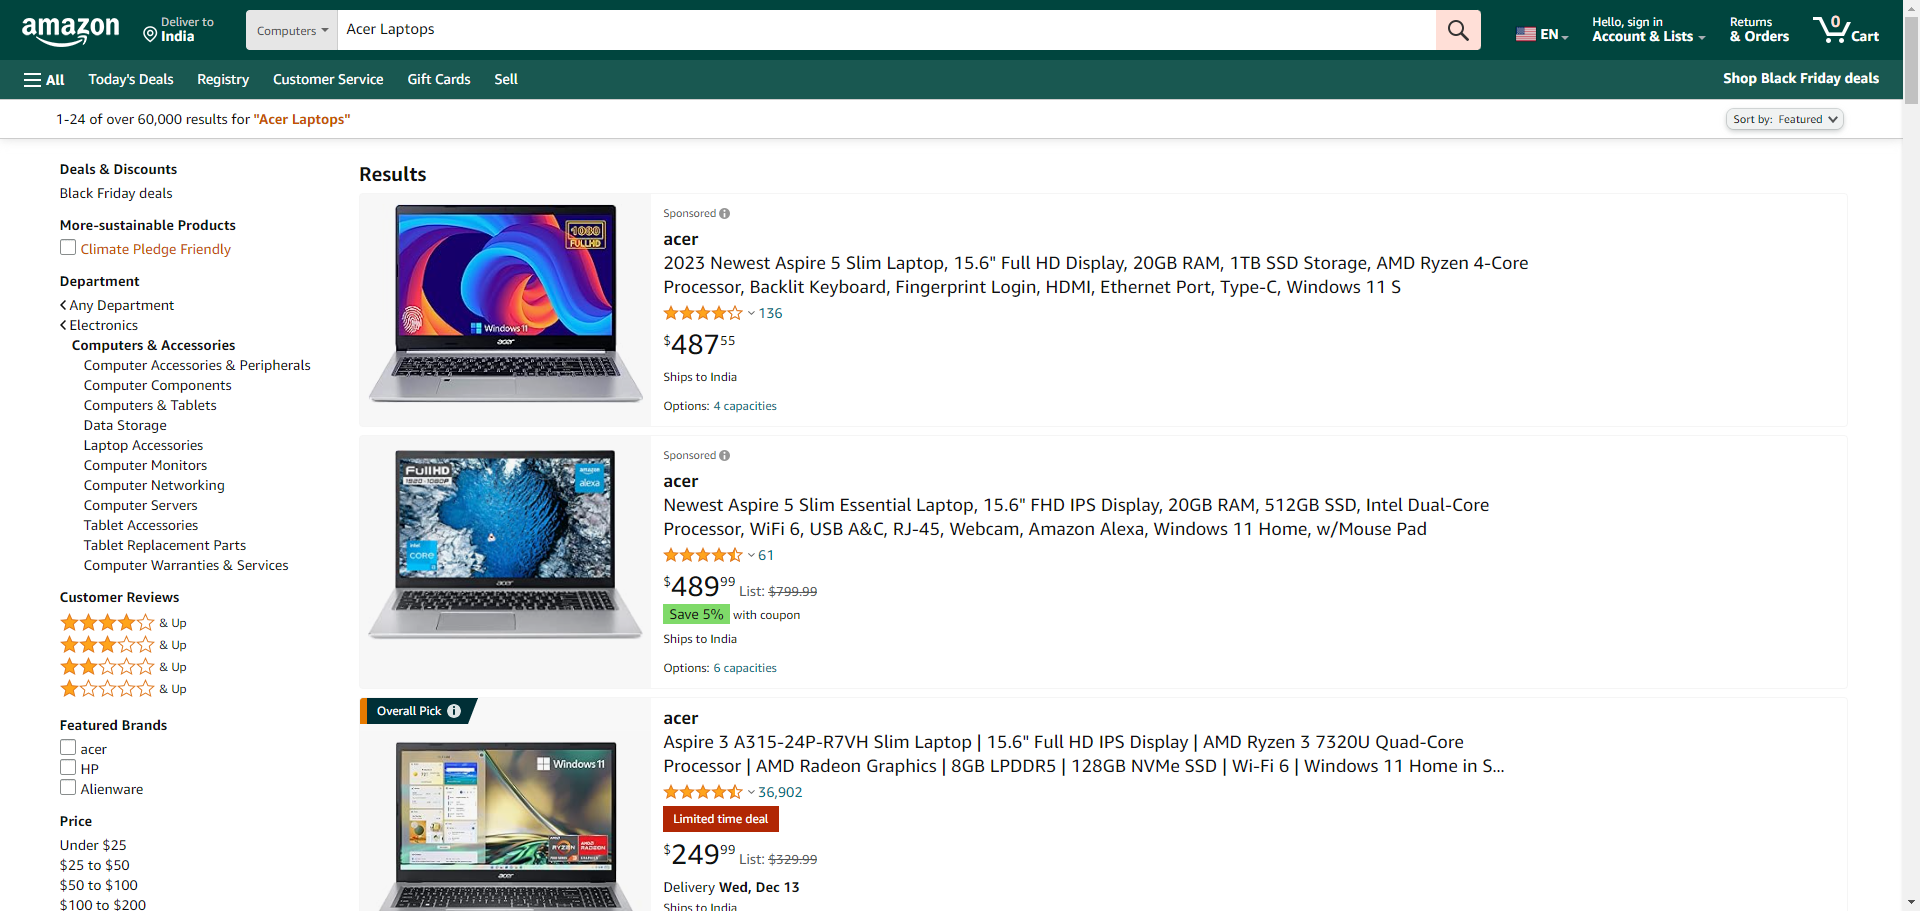 amazon
Deliver to
India
Computers
Acer Laptops
EN
Hello, sign in
Account & Lists
Returns
& Orders
0
Cart
All
Today's Deals
Registry
Customer Service
Gift Cards
Sell
Shop Black Friday deals
1-24 of over 60,000 results for "Acer Laptops"
Sort by: Featured
Deals & Discounts
Black Friday deals
More-sustainable Products
Climate Pledge Friendly
Department
Any Department
Electronics
Computers & Accessories
Computer Accessories & Peripherals
Computer Components
Computers & Tablets
Data Storage
Laptop Accessories
Computer Monitors
Computer Networking
Computer Servers
Tablet Accessories
Tablet Replacement Parts
Computer Warranties & Services
Customer Reviews
& Up
& Up
& Up
& Up
Featured Brands
acer
HP
Alienware
Price
Under $25
$25 to $50
$50 to $100
$100 to $200
Results
1080
FULLHD
Windows 11
acer
Sponsored
acer
2023 Newest Aspire 5 Slim Laptop, 15.6" Full HD Display, 20GB RAM, 1TB SSD Storage, AMD Ryzen 4-Core
Processor, Backlit Keyboard, Fingerprint Login, HDMI, Ethernet Port, Type-C, Windows 11 S
136
$48755
Ships to India
Options: 4 capacities
FullHD
1920×1080P
amazon
alexa
intel
CORE
acer
Sponsored
acer
Newest Aspire 5 Slim Essential Laptop, 15.6" FHD IPS Display, 20GB RAM, 512GB SSD, Intel Dual-Core
Processor, WiFi 6, USB A&C, RJ-45, Webcam, Amazon Alexa, Windows 11 Home, w/Mouse Pad
61
$48999 List: $799.99
Save 5% with coupon
Ships to India
Options: 6 capacities
Overall Pick
Windows 11
AMD
RYZEN
AMD
RADEON
acer
acer
Aspire 3 A315-24P-R7VH Slim Laptop | 15.6" Full HD IPS Display | AMD Ryzen 3 7320U Quad-Core
Processor | AMD Radeon Graphics | 8GB LPDDR5 | 128GB NVMe SSD | Wi-Fi 6 | Windows 11 Home in S...
36,902
Limited time deal
$24999 List: $329.99
Delivery Wed, Dec 13
Ships to India